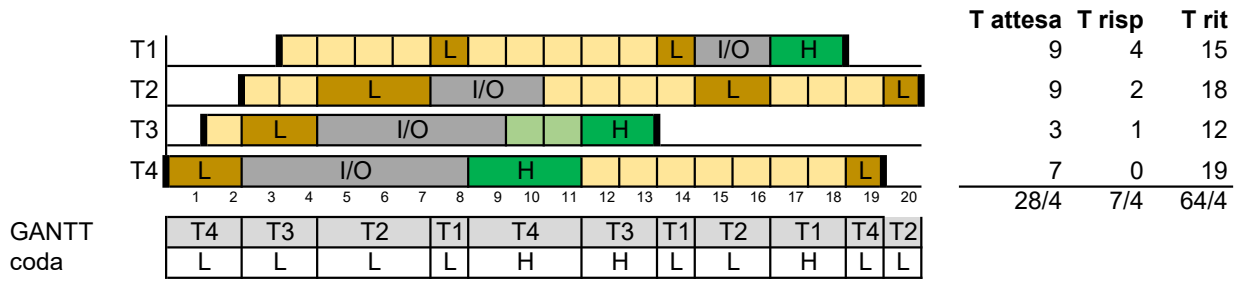 T attesa T risp T rit
T1 L L I/O H 9 4 15
T2 L I/O L L 9 2 18
T3 L I/O H 3 1 12
T4 L I/O H L 7 0 19
1 2 3 4 5 6 7 8 9 10 11 12 13 14 15 16 17 18 19 20 28/4 7/4 64/4
GANTT T4 T3 T2 T1 T4 T3 T1 T2 T1 T4 T2
coda L L L L H H L L H L L